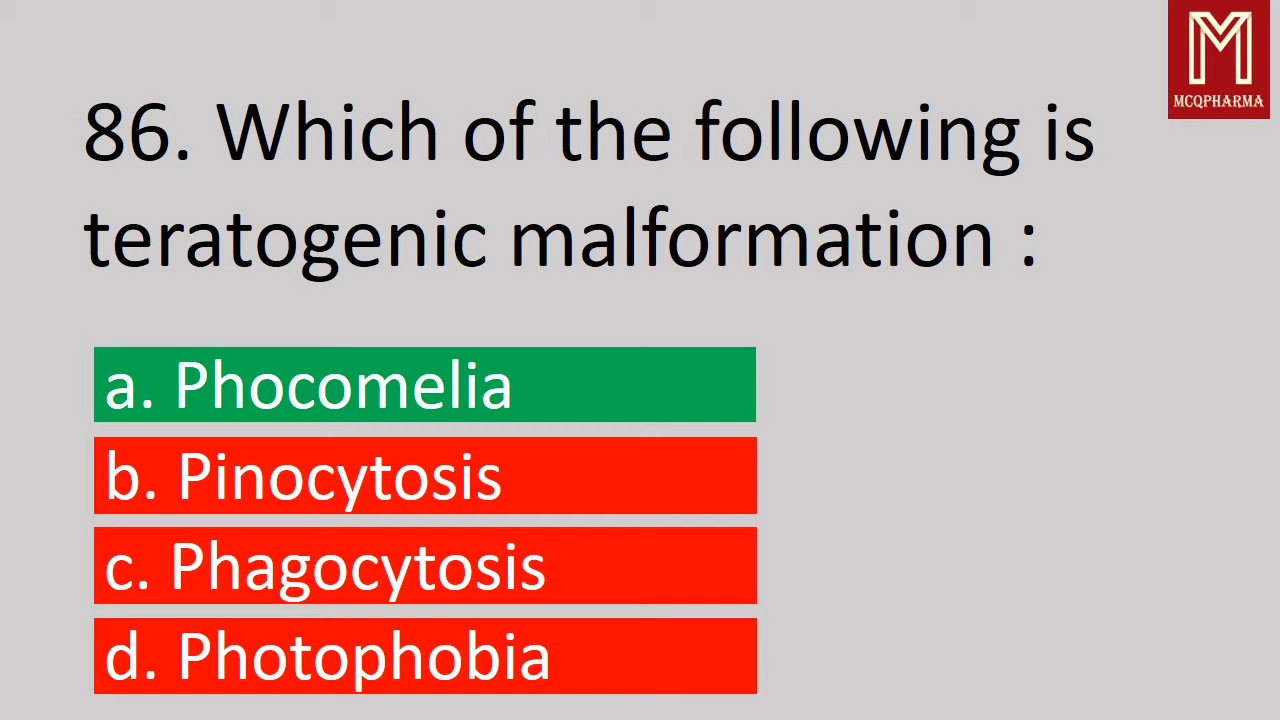 M
MCQPHARMA
86. Which of the following is
teratogenic malformation :
a. Phocomelia
b. Pinocytosis
c. Phagocytosis
d. Photophobia